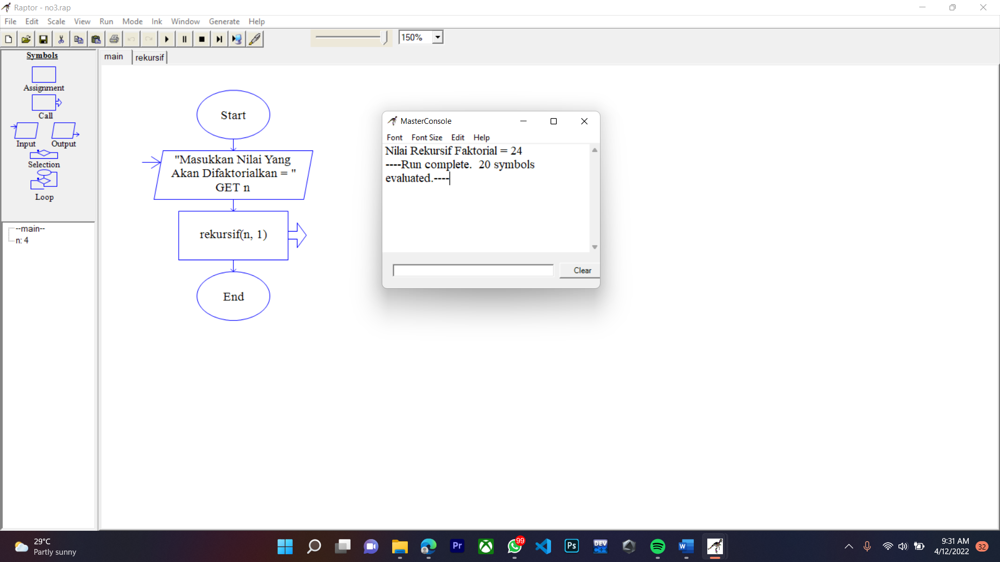 Raptor - no3.rap
File Edit Scale View Run Mode Ink Window Generate Help
150%
Symbols
Assignment
Call
Input Output
Selection
Loop
main rekursif
Start
"Masukkan Nilai Yang
Akan Difaktorialkan = "
GET n
rekursif(n, 1)
End
--main--
n: 4
MasterConsole
Font Font Size Edit Help
Nilai Rekursif Faktorial = 24
----Run complete.  20 symbols
evaluated.----
Clear
29°C
Partly sunny
Pr
99
Ps
DEV
W
9:31 AM
4/12/2022
32